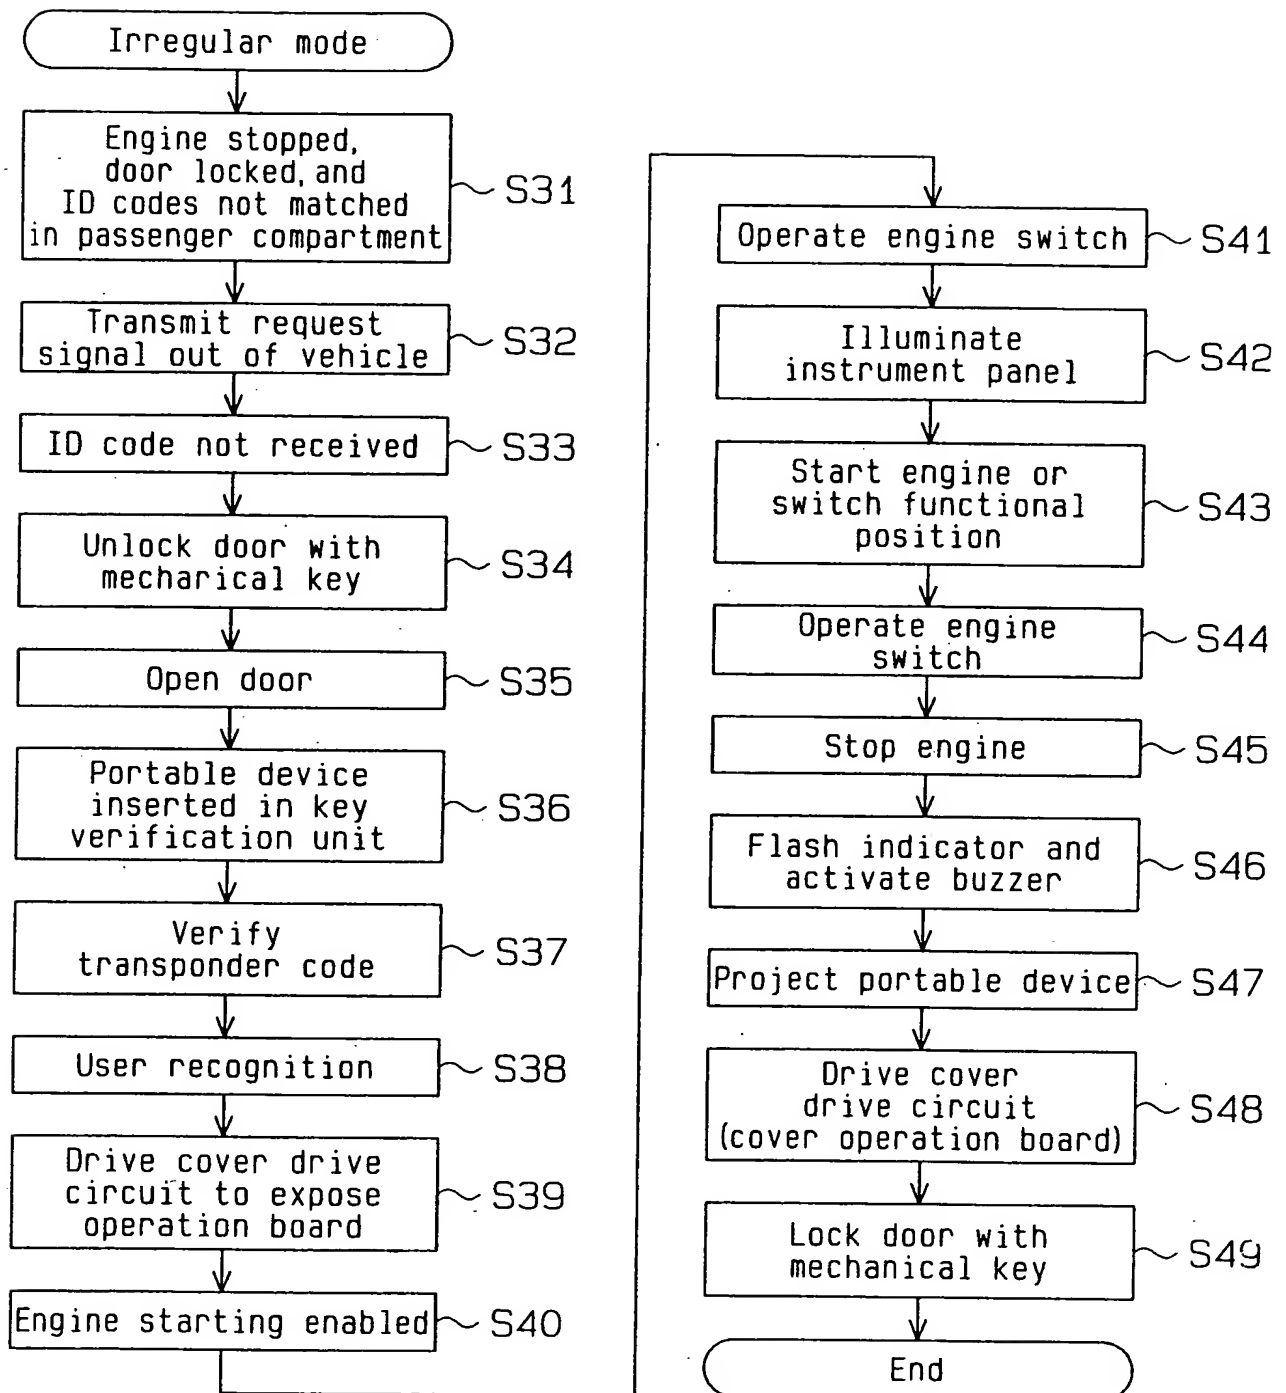 Irregular mode
Engine stopped,
door locked, and
ID codes not matched
in passenger compartment
S31
Transmit request
signal out of vehicle
S32
ID code not received
S33
Unlock door with
mecharical key
S34
Open door
S35
Portable device
inserted in key
verification unit
S36
Verify
transponder code
S37
User recognition
S38
Drive cover drive
circuit to expose
operation board
S39
Engine starting enabled
S40
Operate engine switch
S41
Illuminate
instrument panel
S42
Start engine or
switch functional
position
S43
Operate engine
switch
S44
Stop engine
S45
Flash indicator and
activate buzzer
S46
Project portable device
S47
Drive cover
drive circuit
(cover operation board)
S48
Lock door with
mechanical key
S49
End